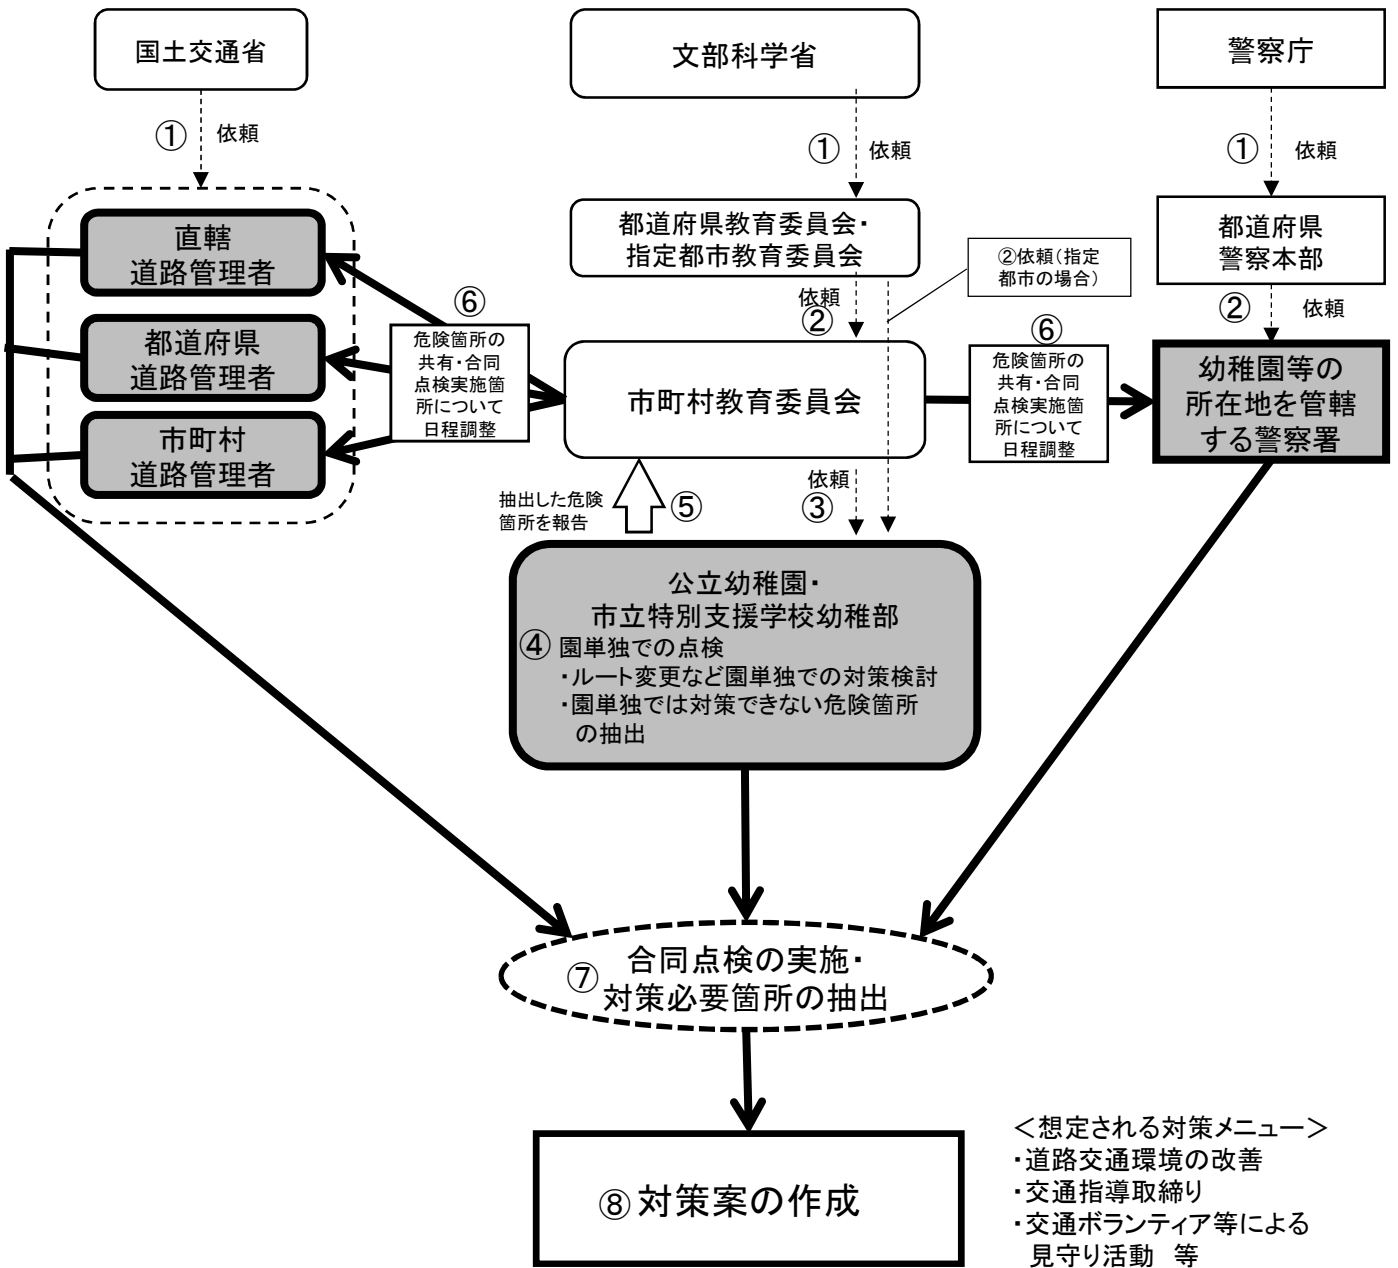 国土交通省
文部科学省
警察庁
① 依頼
① 依頼
① 依頼
直轄
道路管理者
都道府県
道路管理者
市町村
道路管理者
都道府県教育委員会・
指定都市教育委員会
都道府県
警察本部
②依頼（指定
都市の場合）
依頼
②
② 依頼
⑥
危険箇所の
共有・合同
点検実施箇
所について
日程調整
市町村教育委員会
⑥
危険箇所の
共有・合同
点検実施箇
所について
日程調整
幼稚園等の
所在地を管轄
する警察署
抽出した危険
箇所を報告
⑤
依頼
③
公立幼稚園・
市立特別支援学校幼稚部
④ 園単独での点検
・ルート変更など園単独での対策検討
・園単独では対策できない危険箇所
の抽出
合同点検の実施・
⑦ 対策必要箇所の抽出
⑧ 対策案の作成
＜想定される対策メニュー＞
・道路交通環境の改善
・交通指導取締り
・交通ボランティア等による
見守り活動　等